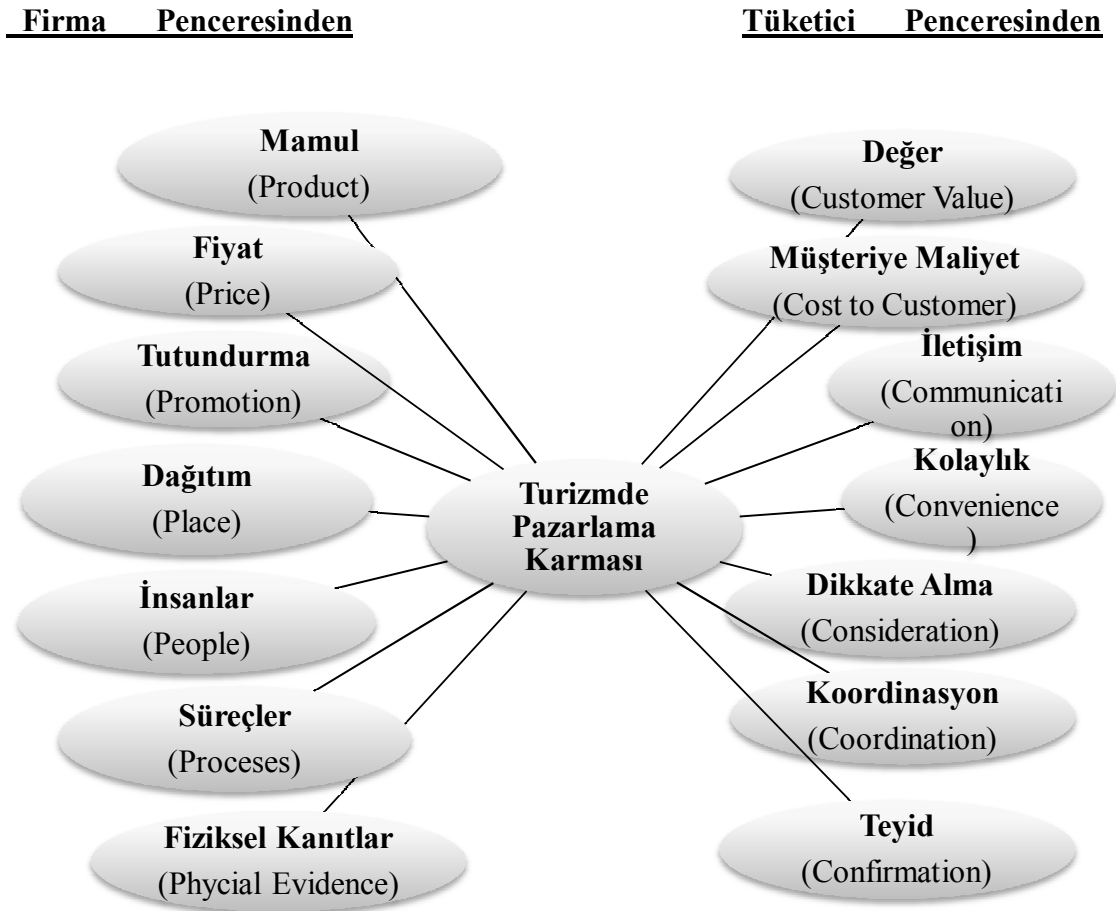 Firma Penceresinden
Tüketici Penceresinden
Mamul
(Product)
Fiyat
(Price)
Tutundurma
(Promotion)
Dağıtım
(Place)
İnsanlar
(People)
Süreçler
(Proceses)
Fiziksel Kanıtlar
(Phycial Evidence)
Turizmde
Pazarlama
Karması
Değer
(Customer Value)
Müşteriye Maliyet
(Cost to Customer)
İletişim
(Communicati
on)
Kolaylık
(Convenience
)
Dikkate Alma
(Consideration)
Koordinasyon
(Coordination)
Teyid
(Confirmation)